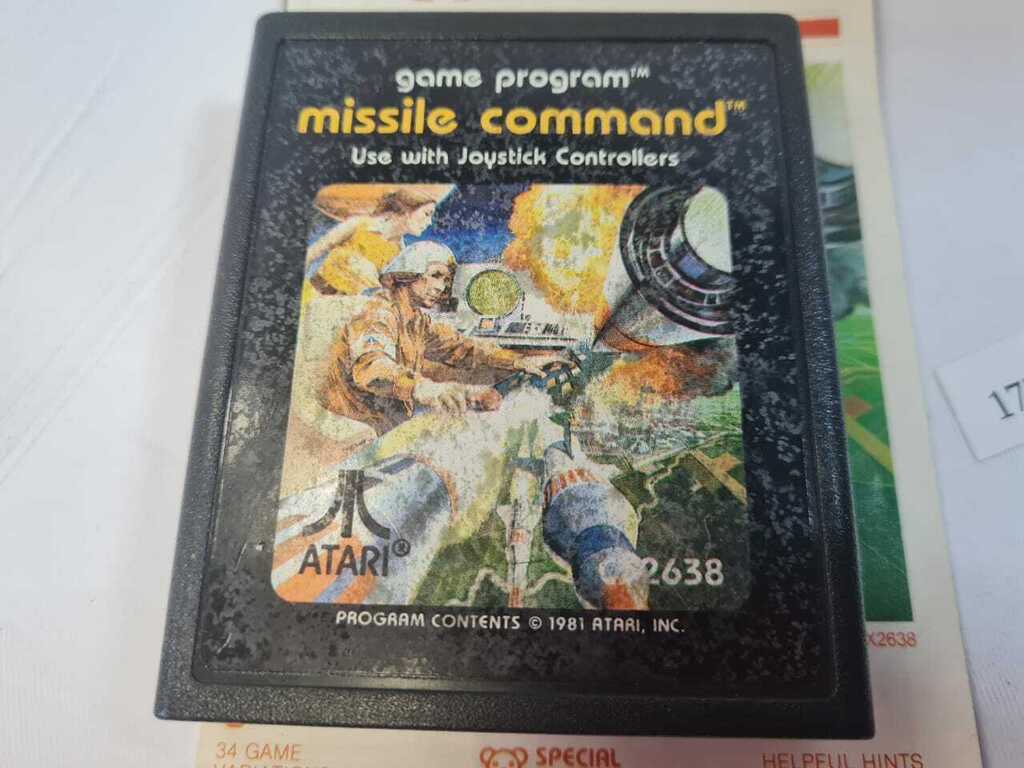 game program™
missile command™
Use with Joystick Controllers
ATARI®
2638
PROGRAM CONTENTS © 1981 ATARI, INC.
X2638
17
34 GAME
SPECIAL
HELPFUL HINTS